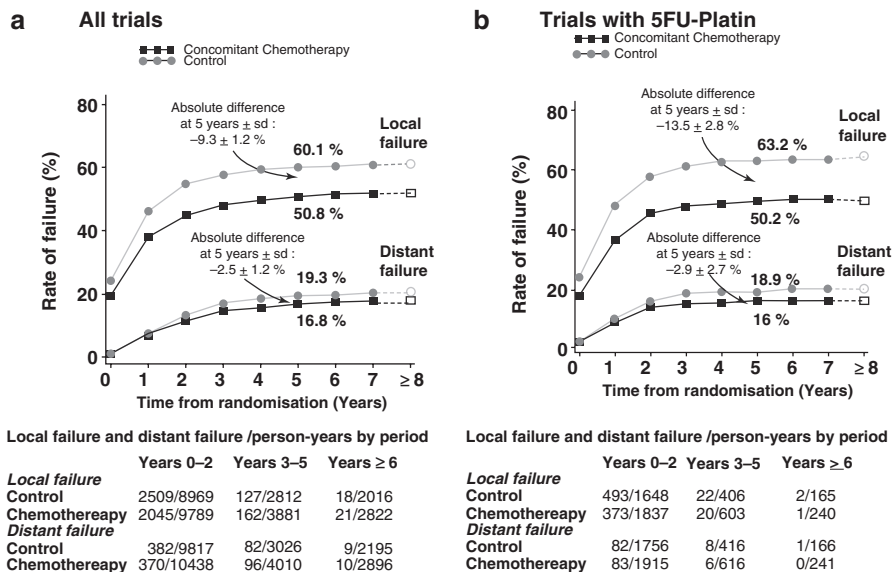 a All trials
Concomitant Chemotherapy
Control
80
60
40
20
0
Rate of failure (%)
Absolute difference
at 5 years ± sd :
–9.3 ± 1.2 %
60.1 %
Local
failure
50.8 %
Absolute difference
at 5 years ± sd :
–2.5 ± 1.2 %
19.3 %
Distant
failure
16.8 %
0 1 2 3 4 5 6 7 ≥ 8
Time from randomisation (Years)
Local failure and distant failure /person-years by period
Years 0–2 Years 3–5 Years ≥ 6
Local failure
Control 2509/8969 127/2812 18/2016
Chemothereapy 2045/9789 162/3881 21/2822
Distant failure
Control 382/9817 82/3026 9/2195
Chemothereapy 370/10438 96/4010 10/2896
b Trials with 5FU-Platin
Concomitant Chemotherapy
Control
80
60
40
20
0
Rate of failure (%)
Absolute difference
at 5 years ± sd :
–13.5 ± 2.8 %
63.2 %
Local
failure
50.2 %
Absolute difference
at 5 years ± sd :
–2.9 ± 2.7 %
18.9 %
Distant
failure
16 %
0 1 2 3 4 5 6 7 ≥ 8
Time from randomisation (Years)
Local failure and distant failure /person-years by period
Years 0–2 Years 3–5 Years ≥ 6
Local failure
Control 493/1648 22/406 2/165
Chemothereapy 373/1837 20/603 1/240
Distant failure
Control 82/1756 8/416 1/166
Chemothereapy 83/1915 6/616 0/241